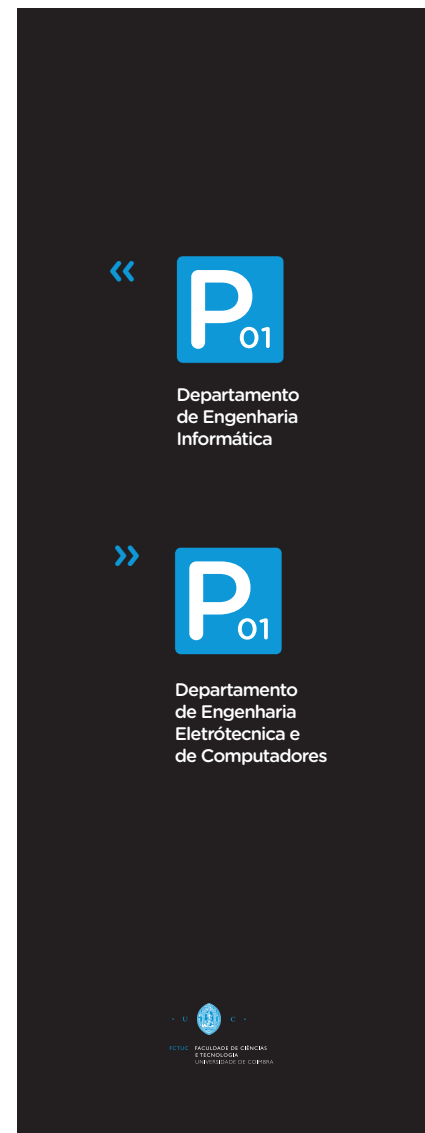 «
P
01
Departamento
de Engenharia
Informática
»
P
01
Departamento
de Engenharia
Eletrótecnica e
de Computadores
· U C ·
FCTUC FACULDADE DE CIÊNCIAS
E TECNOLOGIA
UNIVERSIDADE DE COIMBRA